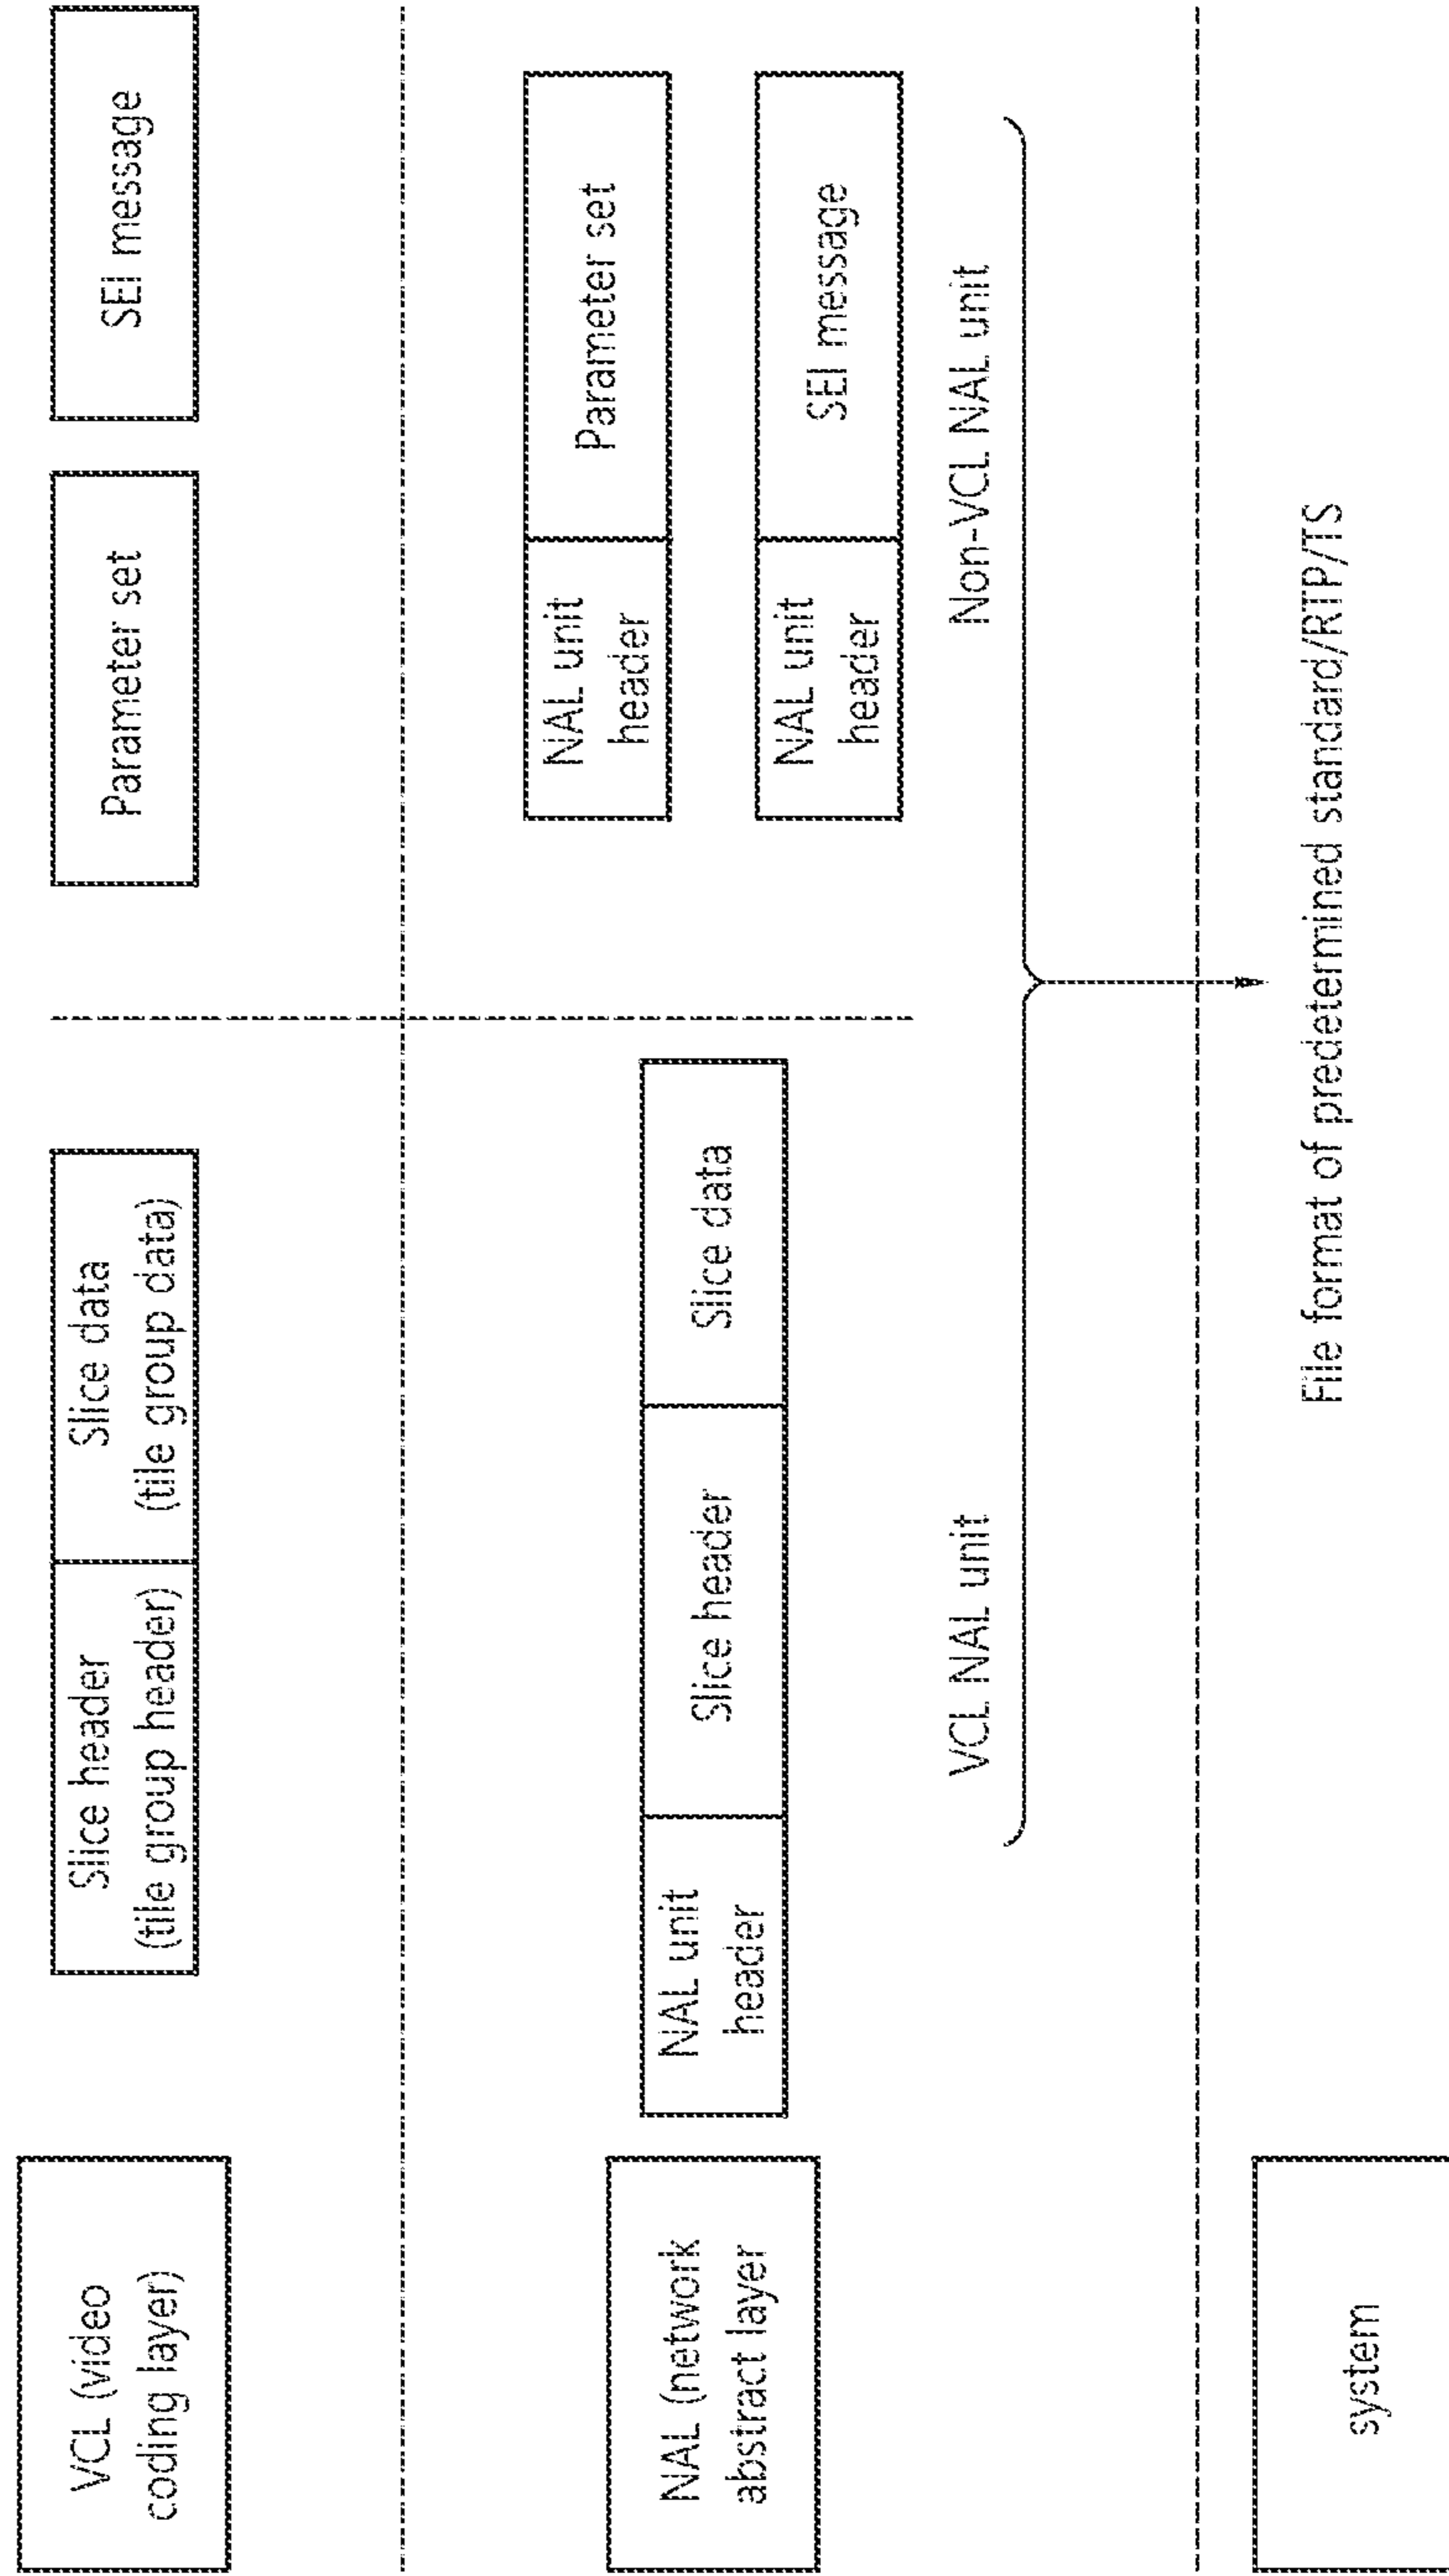 VCL (video
coding layer)
Slice header
(tile group header)
Slice data
(tile group data)
Parameter set
SEI message
NAL (network
abstract layer
NAL unit
header
Slice header
Slice data
NAL unit
header
Parameter set
NAL unit
header
SEI message
VCL NAL unit
Non-VCL NAL unit
system
File format of predetermined standard/RTP/TS